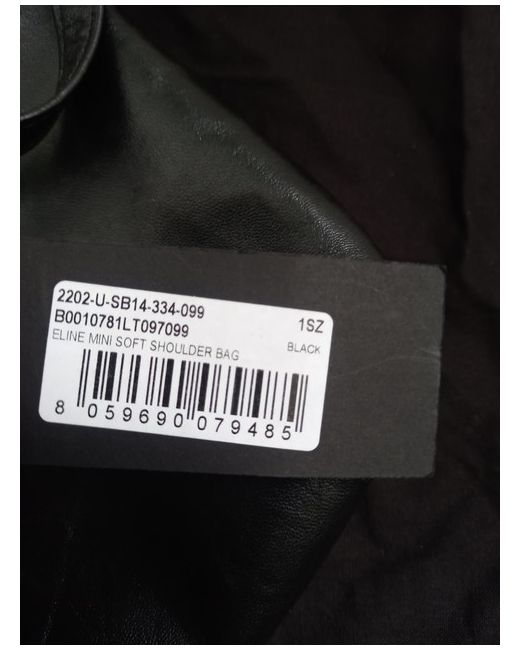 2202-U-SB14-334-099
B0010781LT097099 1SZ
ELINE MINI SOFT SHOULDER BAG BLACK
8 059690 079485